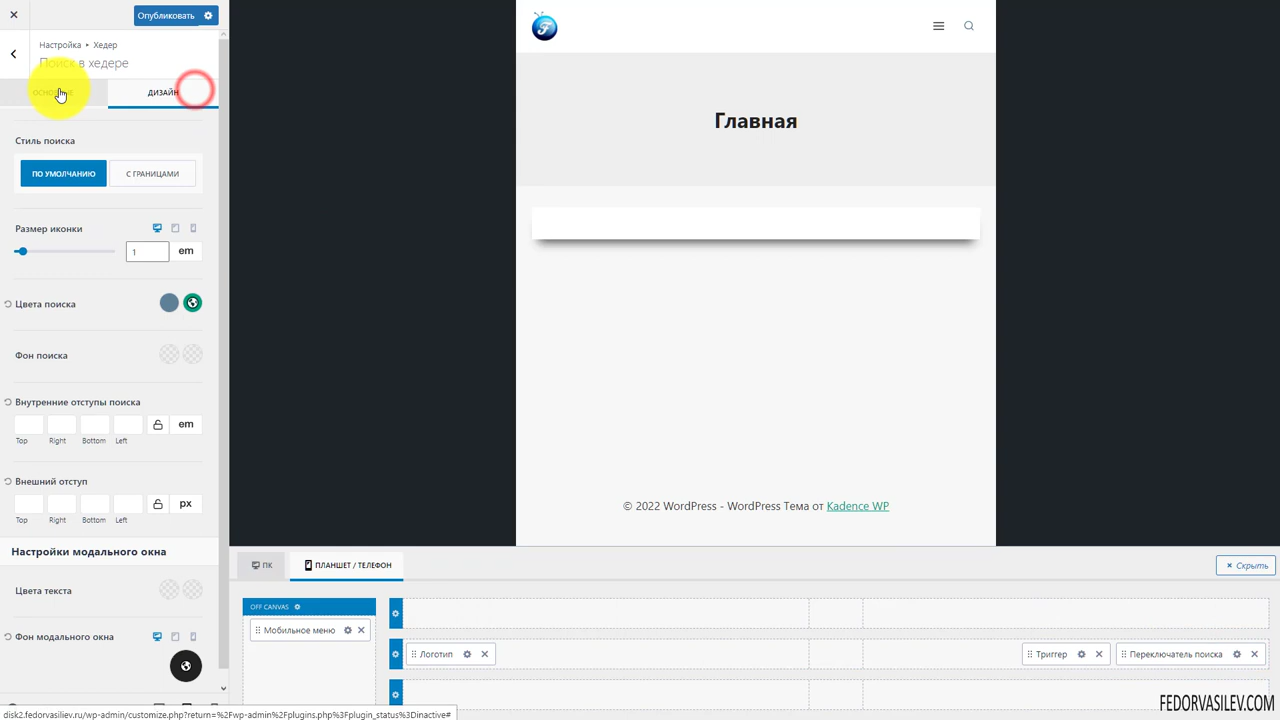 Опубликовать
Настройка ▸ Хедер
Поиск в хедере
ОСНОВНЫЕ
ДИЗАЙН
Стиль поиска
ПО УМОЛЧАНИЮ
С ГРАНИЦАМИ
Размер иконки
1
em
Цвета поиска
Фон поиска
Внутренние отступы поиска
em
Top Right Bottom Left
Внешний отступ
px
Top Right Bottom Left
Настройки модального окна
Цвета текста
Фон модального окна
Главная
© 2022 WordPress - WordPress Тема от Kadence WP
ПК
ПЛАНШЕТ / ТЕЛЕФОН
× Скрыть
OFF CANVAS
Мобильное меню
Логотип
Триггер
Переключатель поиска
disk2.fedorvasiliev.ru/wp-admin/customize.php?return=%2Fwp-admin%2Fplugins.php%3Fplugin_status%3Dinactive#
FEDORVASILEV.COM